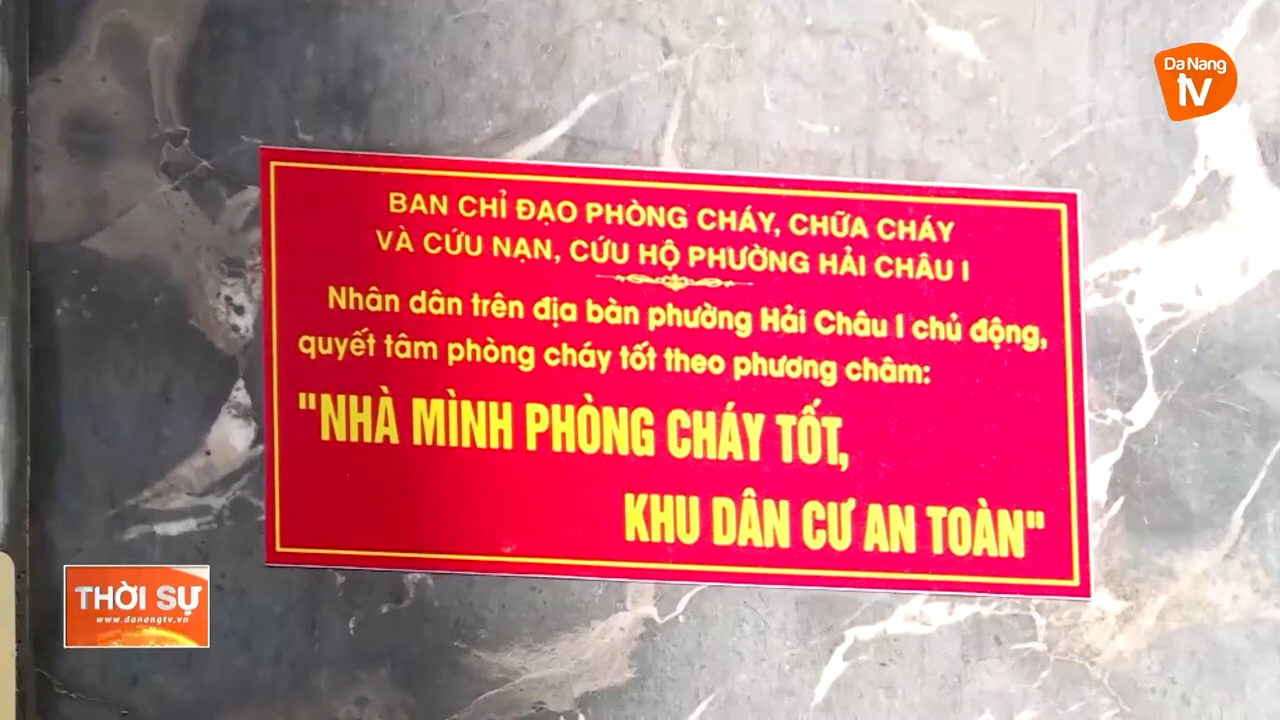 Da Nang
tv
BAN CHỈ ĐẠO PHÒNG CHÁY, CHỮA CHÁY
VÀ CỨU NẠN, CỨU HỘ PHƯỜNG HẢI CHÂU I
Nhân dân trên địa bàn phường Hải Châu I chủ động,
quyết tâm phòng cháy tốt theo phương châm:
"NHÀ MÌNH PHÒNG CHÁY TỐT,
KHU DÂN CƯ AN TOÀN"
THỜI SỰ
www.danangtv.vn